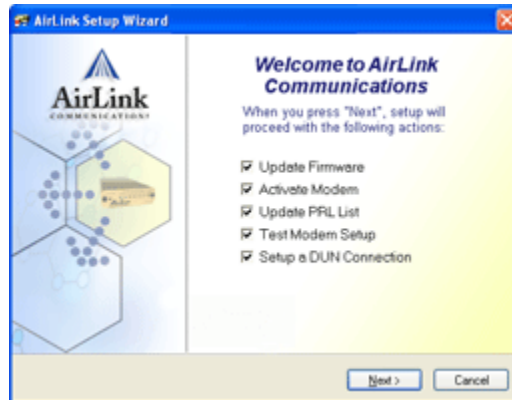 AirLink Setup Wizard
AirLink
COMMUNICATIONS
Welcome to AirLink
Communications
When you press "Next", setup will
proceed with the following actions:
Update Firmware
Activate Modem
Update PRL List
Test Modem Setup
Setup a DUN Connection
Next >
Cancel